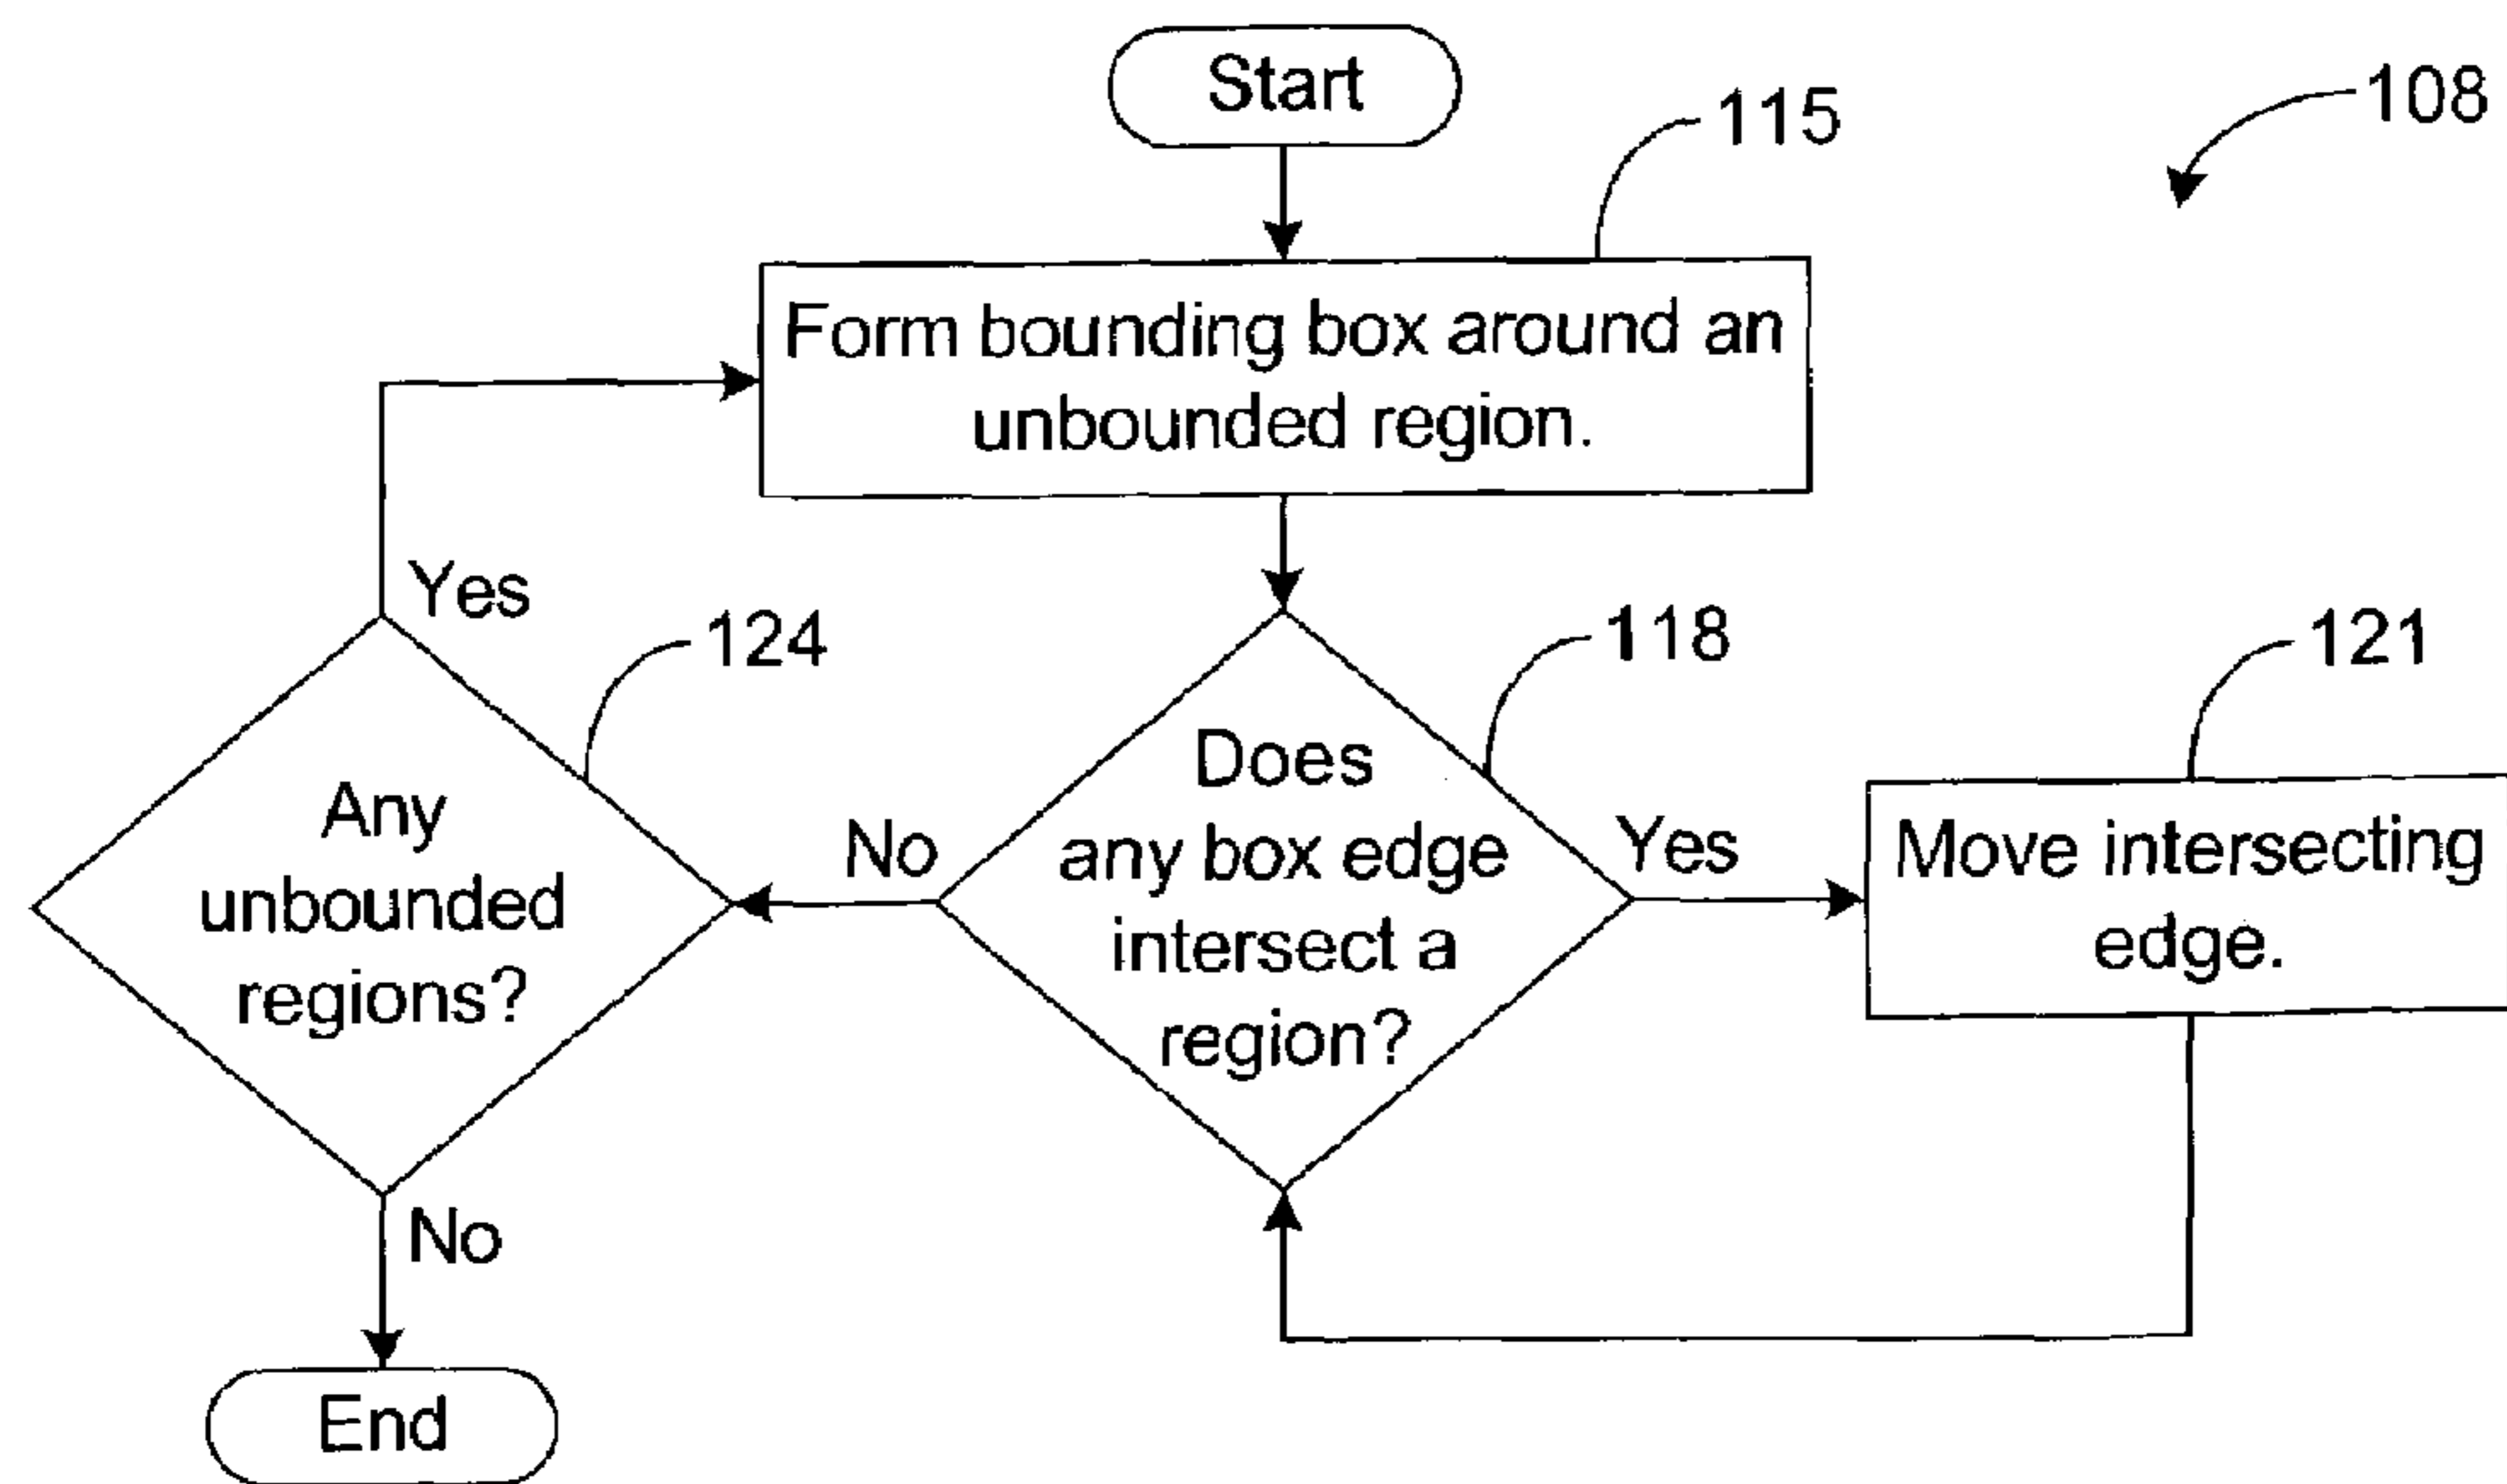 Start
108
115
Form bounding box around an
unbounded region.
Yes
124
118
121
Any
unbounded
regions?
No
Does
any box edge
intersect a
region?
Yes
Move intersecting
edge.
No
End